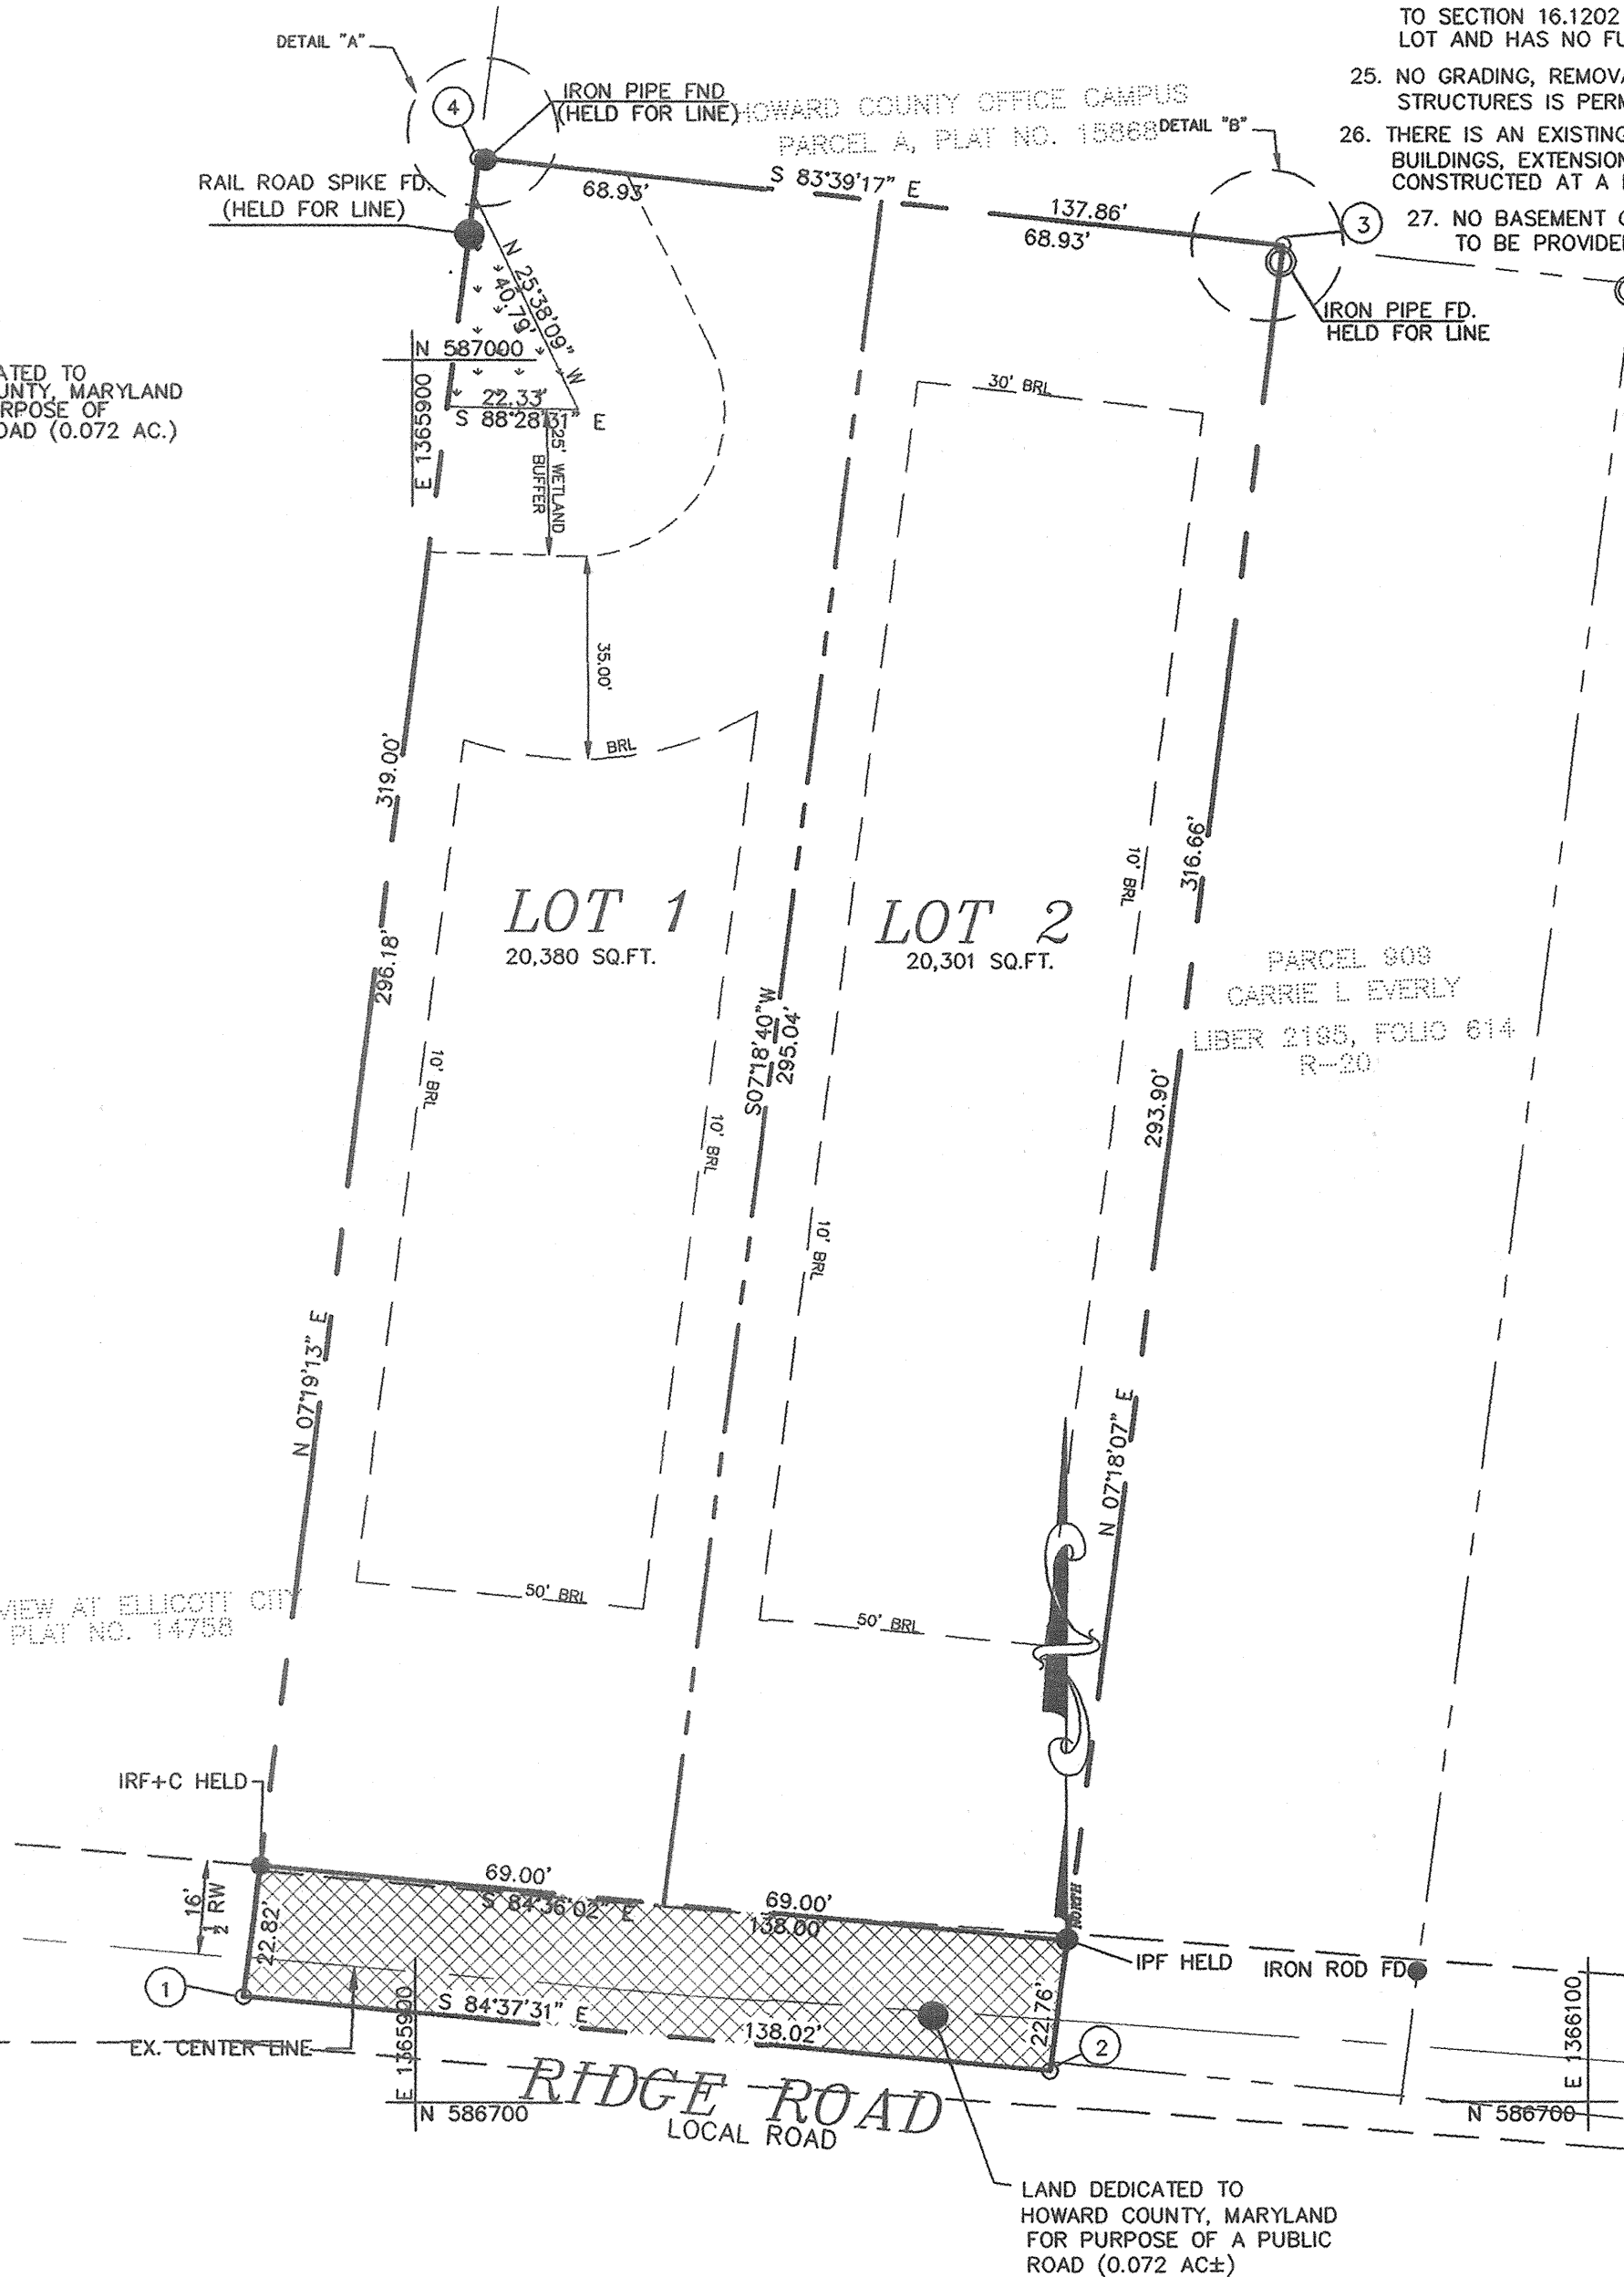 TO SECTION 16.1202
LOT AND HAS NO FU
25. NO GRADING, REMOVA
STRUCTURES IS PERM
26. THERE IS AN EXISTING
BUILDINGS, EXTENSION
CONSTRUCTED AT A
27. NO BASEMENT
TO BE PROVIDED
DETAIL "A"
4
IRON PIPE FND
(HELD FOR LINE)
HOWARD COUNTY OFFICE CAMPUS
PARCEL A, PLAT NO. 15868
DETAIL "B"
RAIL ROAD SPIKE FD.
(HELD FOR LINE)
68.93'
S 83°39'17" E
137.86'
68.93'
3
IRON PIPE FD.
HELD FOR LINE
N 25°38'09" W
40.79'
N 587000
E 1365900
22.33'
S 88°28'31" E
25' WETLAND
BUFFER
ATED TO
UNTY, MARYLAND
RPOSE OF
OAD (0.072 AC.)
30' BRL
35.00'
BRL
319.00'
296.18'
LOT 1
20,380 SQ.FT.
LOT 2
20,301 SQ.FT.
10' BRL
316.66'
PARCEL 909
CARRIE L EVERLY
LIBER 2195, FOLIO 614
R-20
S07°18'40"W
295.04'
10' BRL
10' BRL
10' BRL
293.90'
N 07°19'13" E
N 07°18'07" E
50' BRL
50' BRL
VIEW AT ELLICOTT CITY
PLAT NO. 14758
IRF+C HELD
16'
½ RW
22.82'
69.00'
S 84°36'02" E
69.00'
138.00'
NORTH
IPF HELD
IRON ROD FD
1
S 84°37'31" E
138.02'
22.76'
2
EX. CENTER LINE
E 1365900
N 586700
RIDGE ROAD
LOCAL ROAD
E 1366100
N 586700
LAND DEDICATED TO
HOWARD COUNTY, MARYLAND
FOR PURPOSE OF A PUBLIC
ROAD (0.072 AC±)